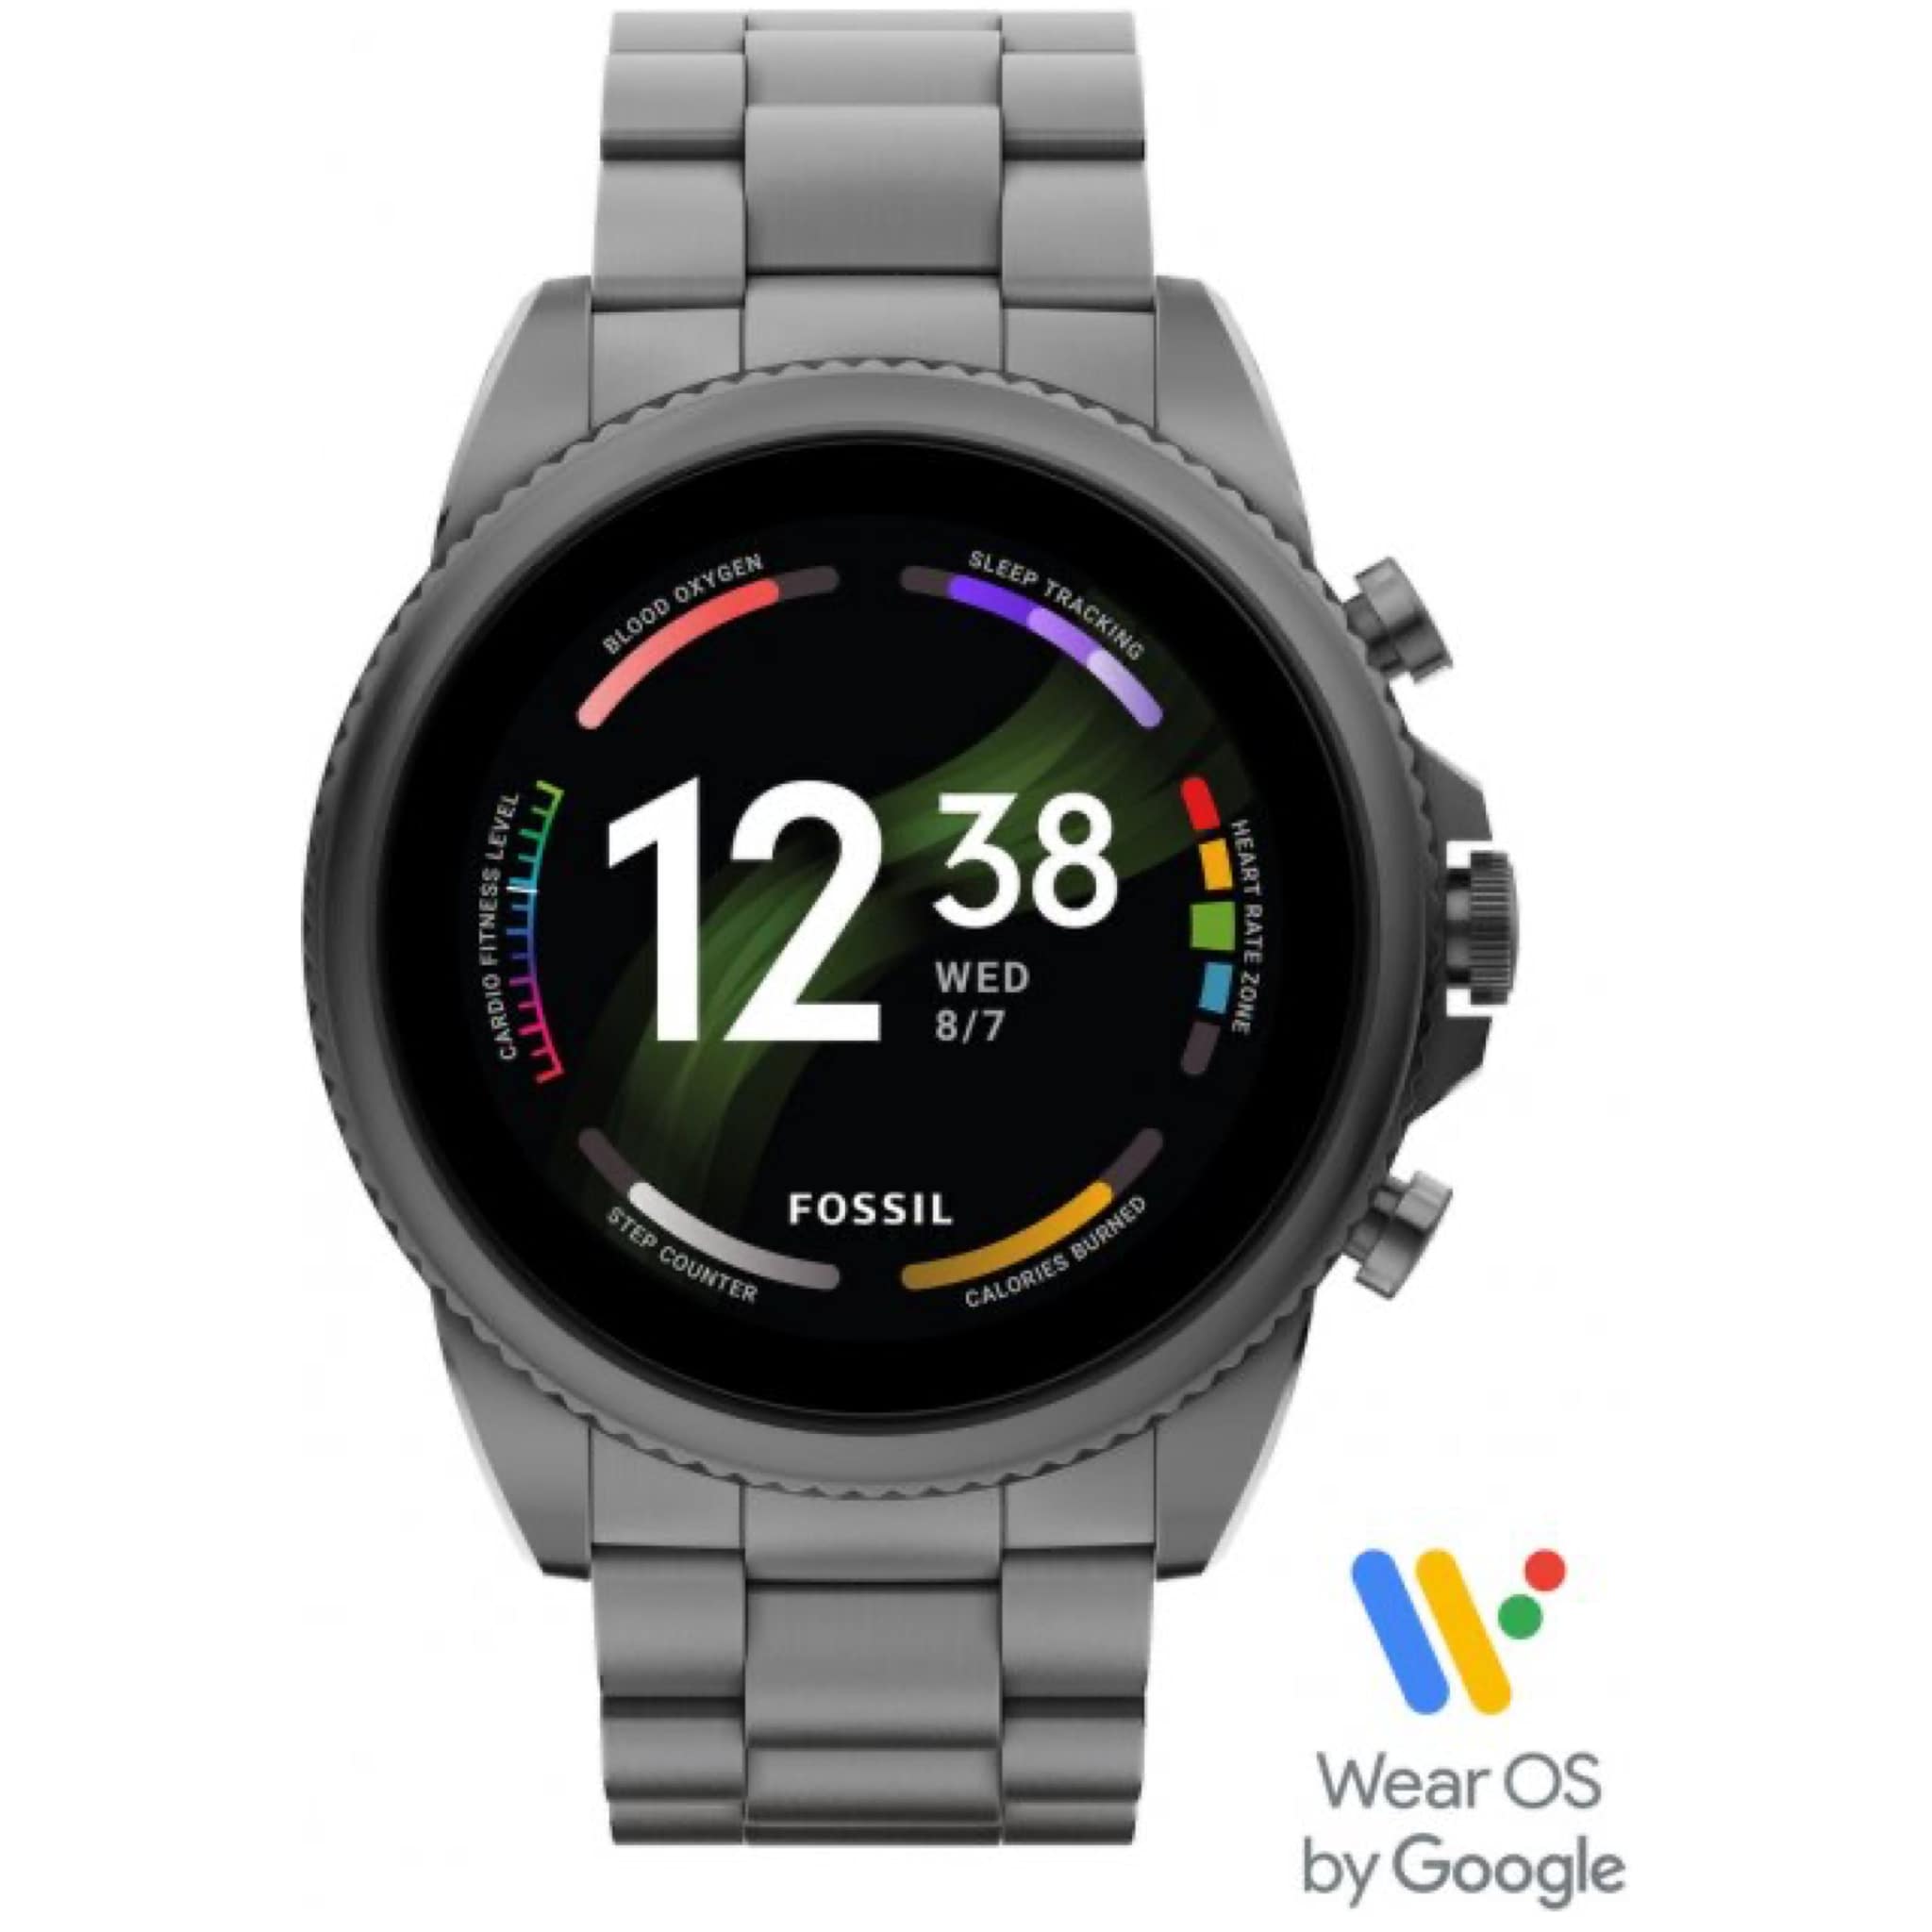 BLOOD OXYGEN
SLEEP TRACKING
CARDIO FITNESS LEVEL
12 38
HEART RATE ZONE
WED
8/7
FOSSIL
STEP COUNTER
CALORIES BURNED
Wear OS
by Google